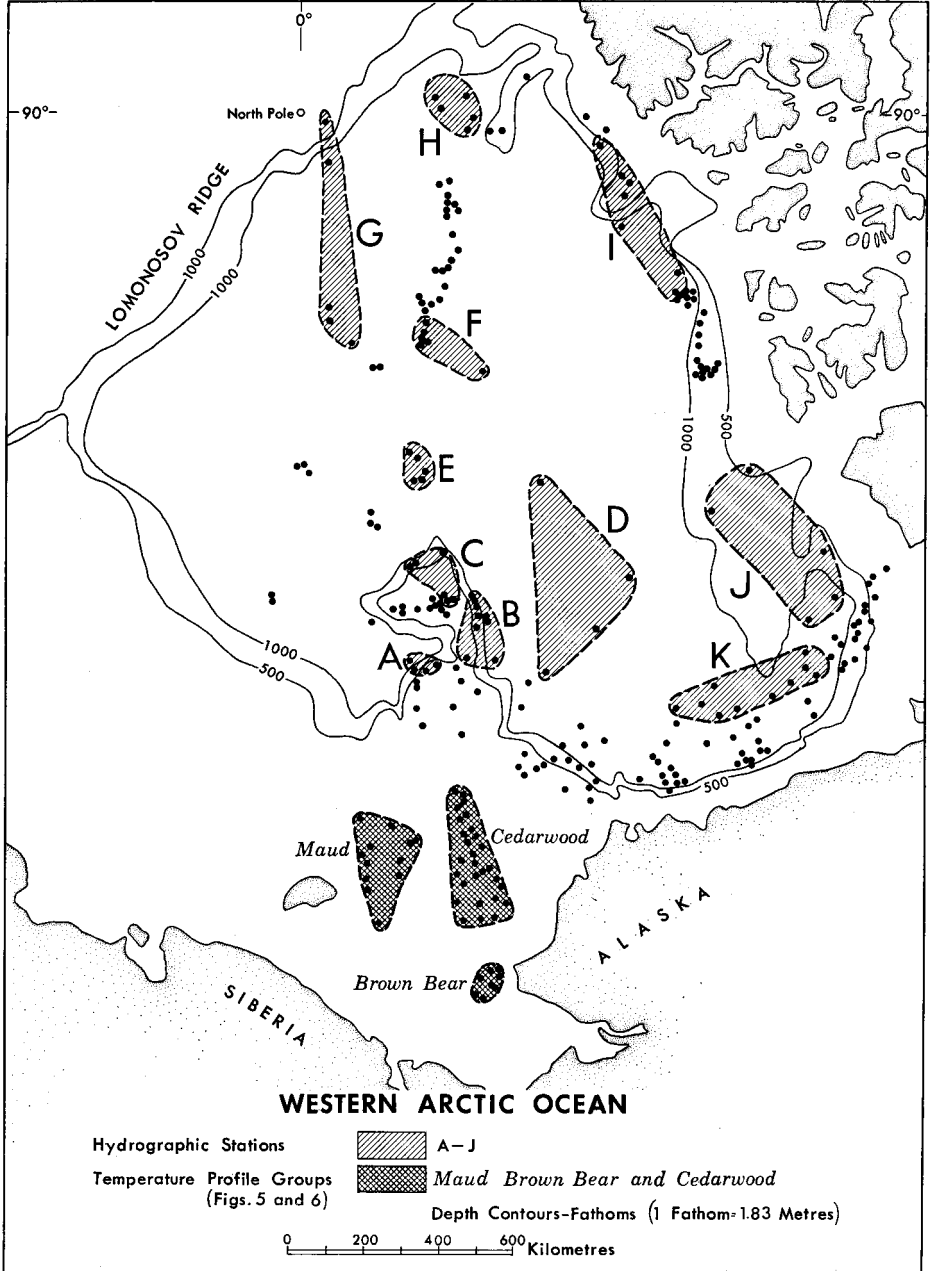 0°
90°
North Pole
90°
H
LOMONOSOV RIDGE
1000
1000
G
I
F
1000
500
E
D
C
J
B
A
K
1000
500
500
Maud
Cedarwood
ALASKA
Brown Bear
SIBERIA
WESTERN ARCTIC OCEAN
Hydrographic Stations A–J
Temperature Profile Groups Maud Brown Bear and Cedarwood
(Figs. 5 and 6)
Depth Contours-Fathoms (1 Fathom=1.83 Metres)
0 200 400 600 Kilometres